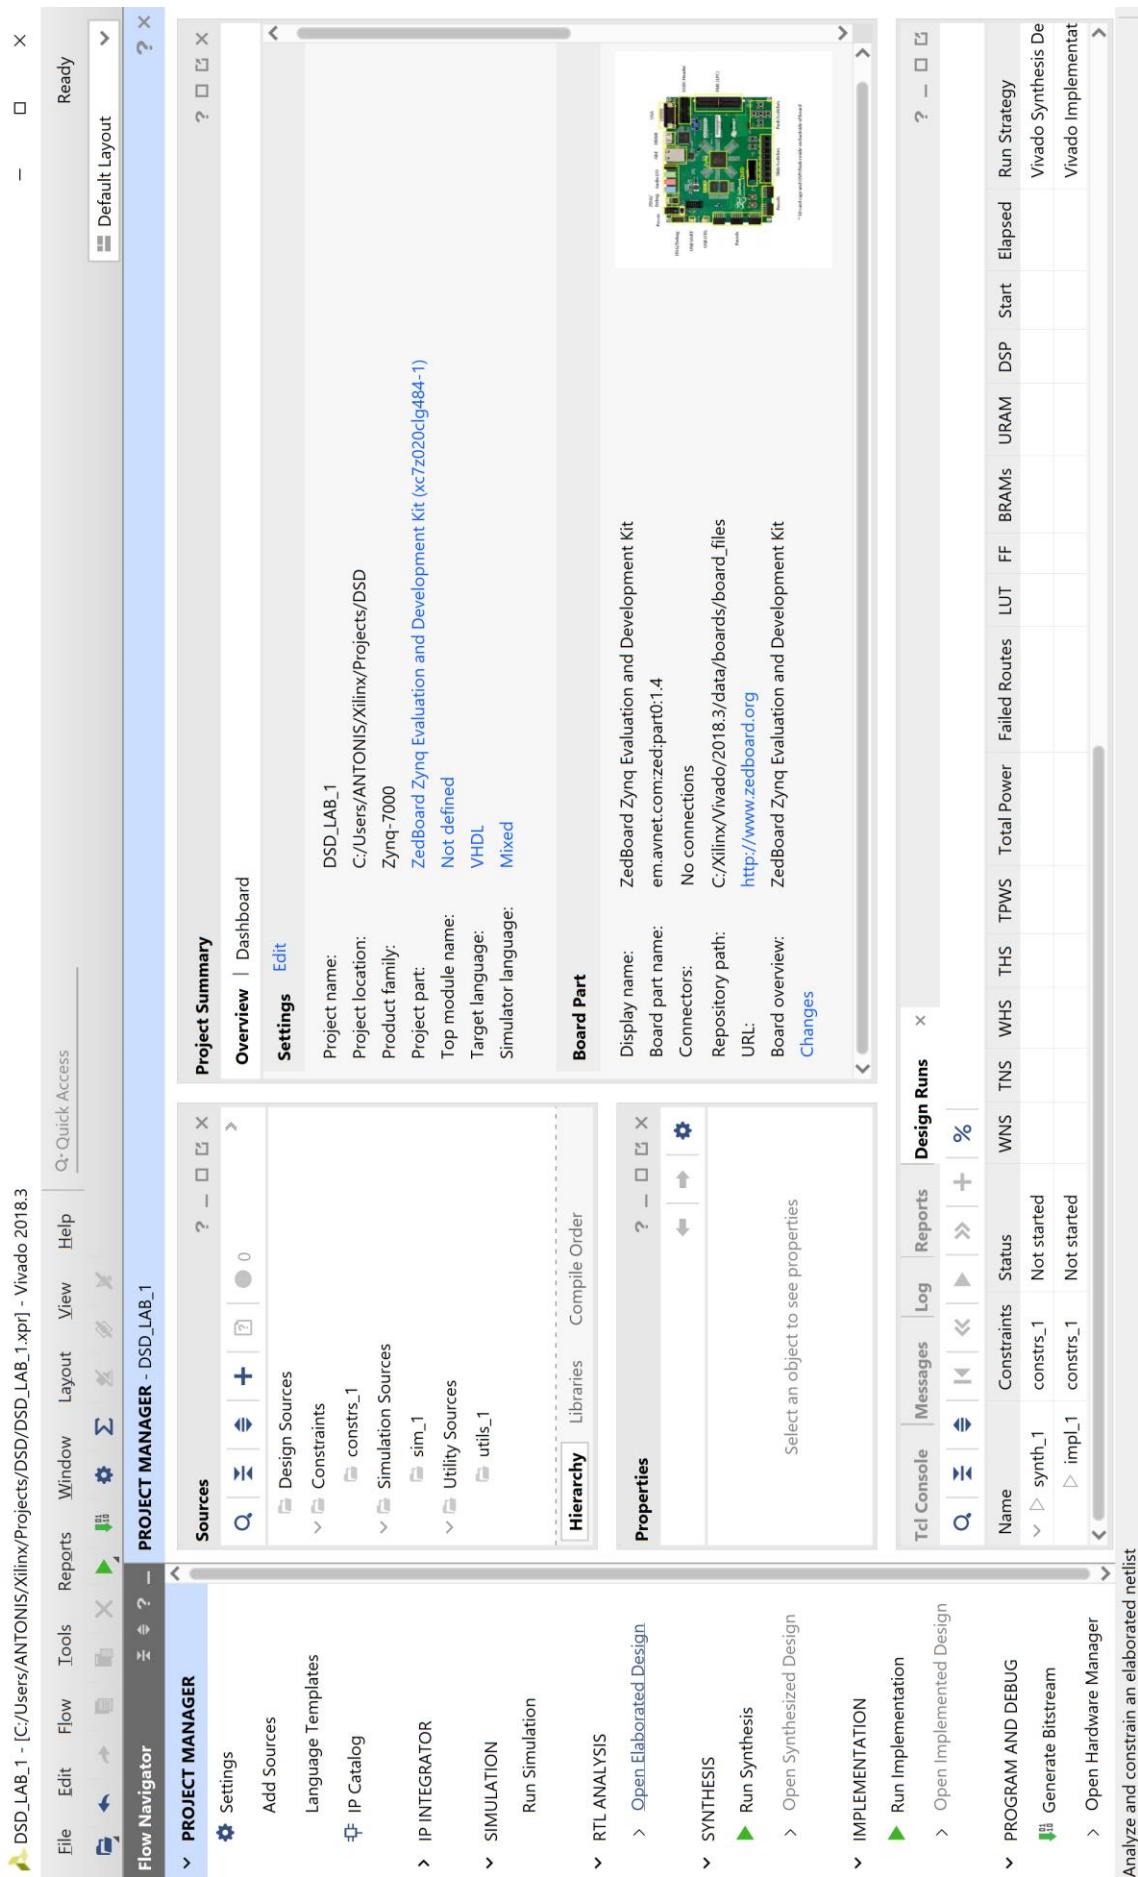 DSD_LAB_1 - [C:/Users/ANTONIS/Xilinx/Projects/DSD/DSD_LAB_1.xpr] - Vivado 2018.3
File Edit Flow Tools Reports Window Layout View Help Quick Access Ready
Default Layout
Flow Navigator
PROJECT MANAGER
Settings
Add Sources
Language Templates
IP Catalog
IP INTEGRATOR
SIMULATION
Run Simulation
RTL ANALYSIS
Open Elaborated Design
SYNTHESIS
Run Synthesis
Open Synthesized Design
IMPLEMENTATION
Run Implementation
Open Implemented Design
PROGRAM AND DEBUG
Generate Bitstream
Open Hardware Manager
PROJECT MANAGER - DSD_LAB_1
Sources
0
Design Sources
Constraints
constrs_1
Simulation Sources
sim_1
Utility Sources
utils_1
Hierarchy Libraries Compile Order
Properties
Select an object to see properties
Project Summary
Overview | Dashboard
Settings Edit
Project name: DSD_LAB_1
Project location: C:/Users/ANTONIS/Xilinx/Projects/DSD
Product family: Zynq-7000
Project part: ZedBoard Zynq Evaluation and Development Kit (xc7z020clg484-1)
Top module name: Not defined
Target language: VHDL
Simulator language: Mixed
Board Part
Display name: ZedBoard Zynq Evaluation and Development Kit
Board part name: em.avnet.com:zed:part0:1.4
Connectors: No connections
Repository path: C:/Xilinx/Vivado/2018.3/data/boards/board_files
URL: http://www.zedboard.org
Board overview: ZedBoard Zynq Evaluation and Development Kit
Changes
Tcl Console Messages Log Reports Design Runs
Name Constraints Status WNS TNS WHS THS TPWS Total Power Failed Routes LUT FF BRAMs URAM DSP Start Elapsed Run Strategy
synth_1 constrs_1 Not started Vivado Synthesis De
impl_1 constrs_1 Not started Vivado Implementat
Analyze and constrain an elaborated netlist